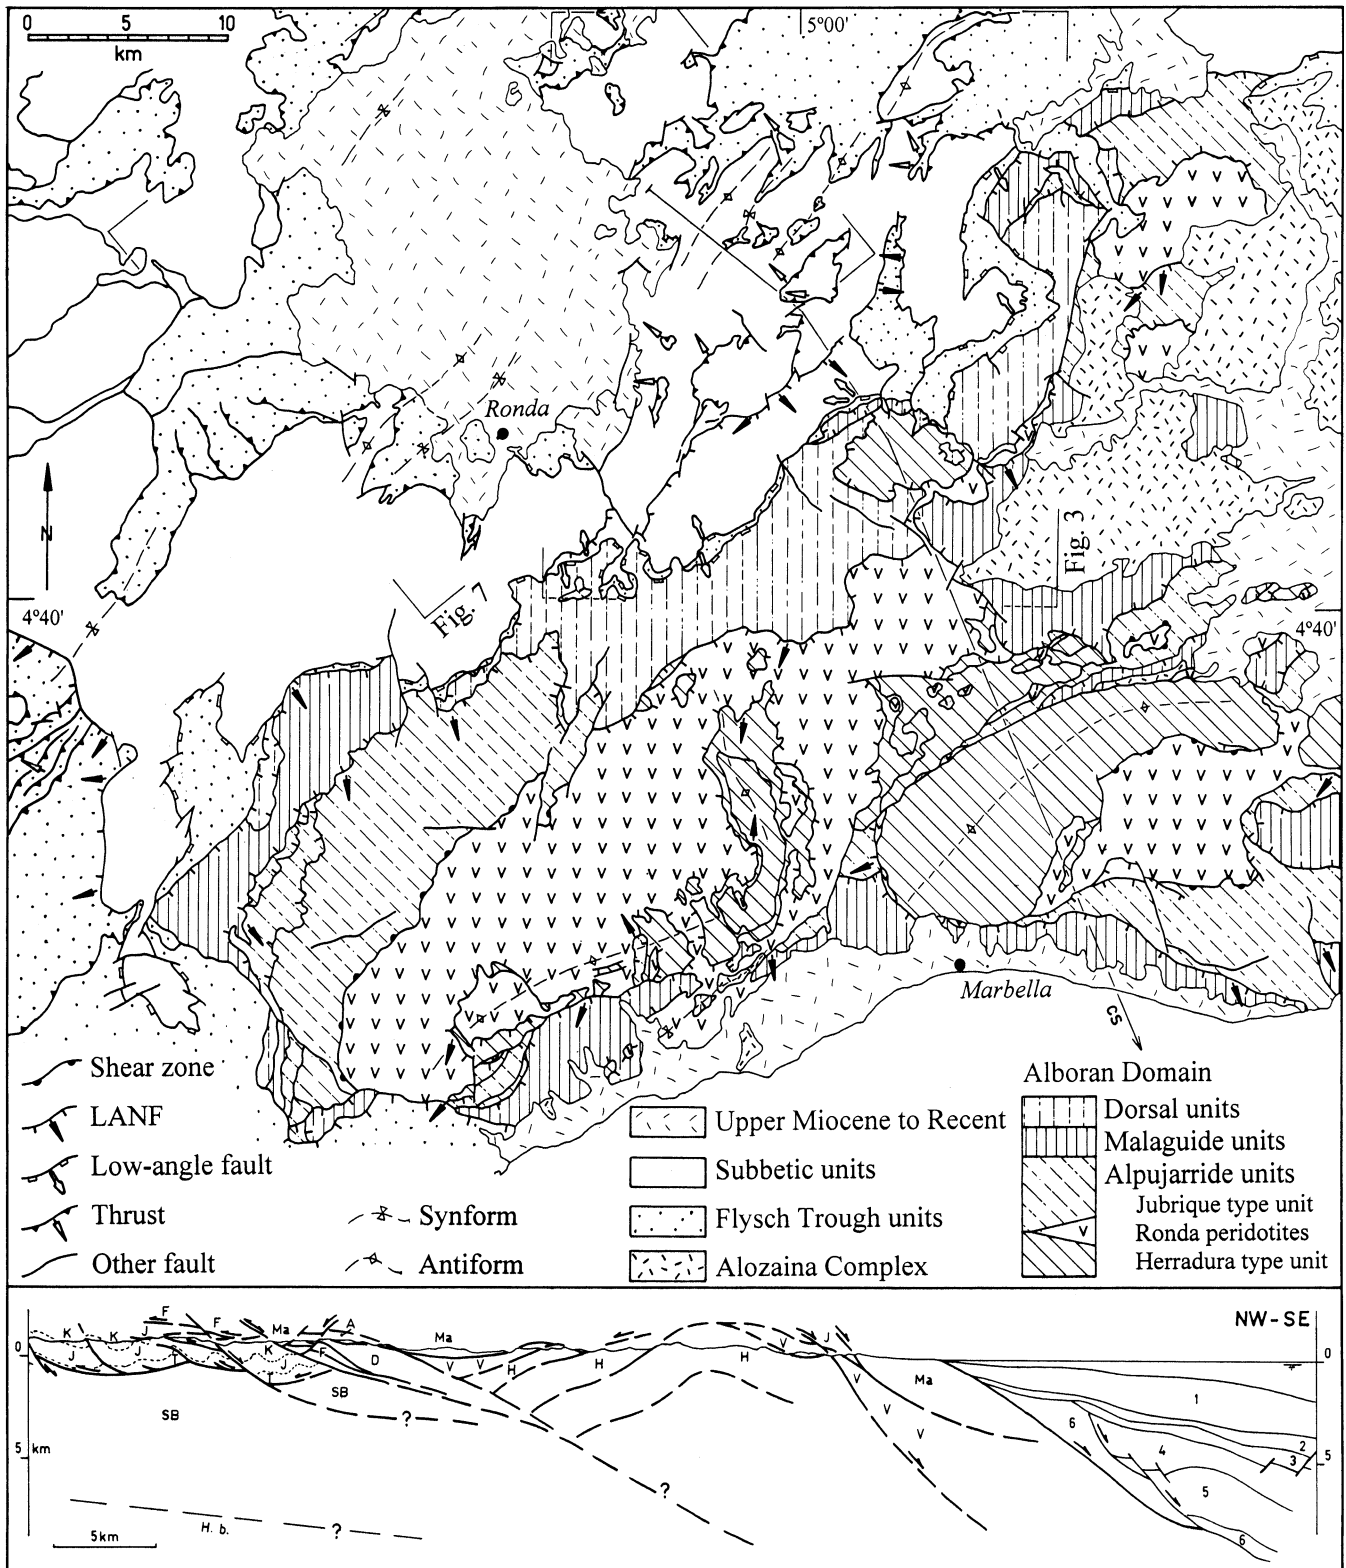 0 5 10
km
5°00'
Ronda
N
Fig. 7
Fig. 3
4°40'
4°40'
Marbella
CS
Shear zone
LANF
Low-angle fault
Thrust
Other fault
Synform
Antiform
Upper Miocene to Recent
Subbetic units
Flysch Trough units
Alozaina Complex
Alboran Domain
Dorsal units
Malaguide units
Alpujarride units
Jubrique type unit
Ronda peridotites
v
Herradura type unit
NW-SE
F F A
K K J Ma K F Ma V J
0 J J T J T D V V H H H V Ma 0
SB SB ? V V V
1
6 4 2
3
5 km 5
5
?
6
H. b. ?
5km